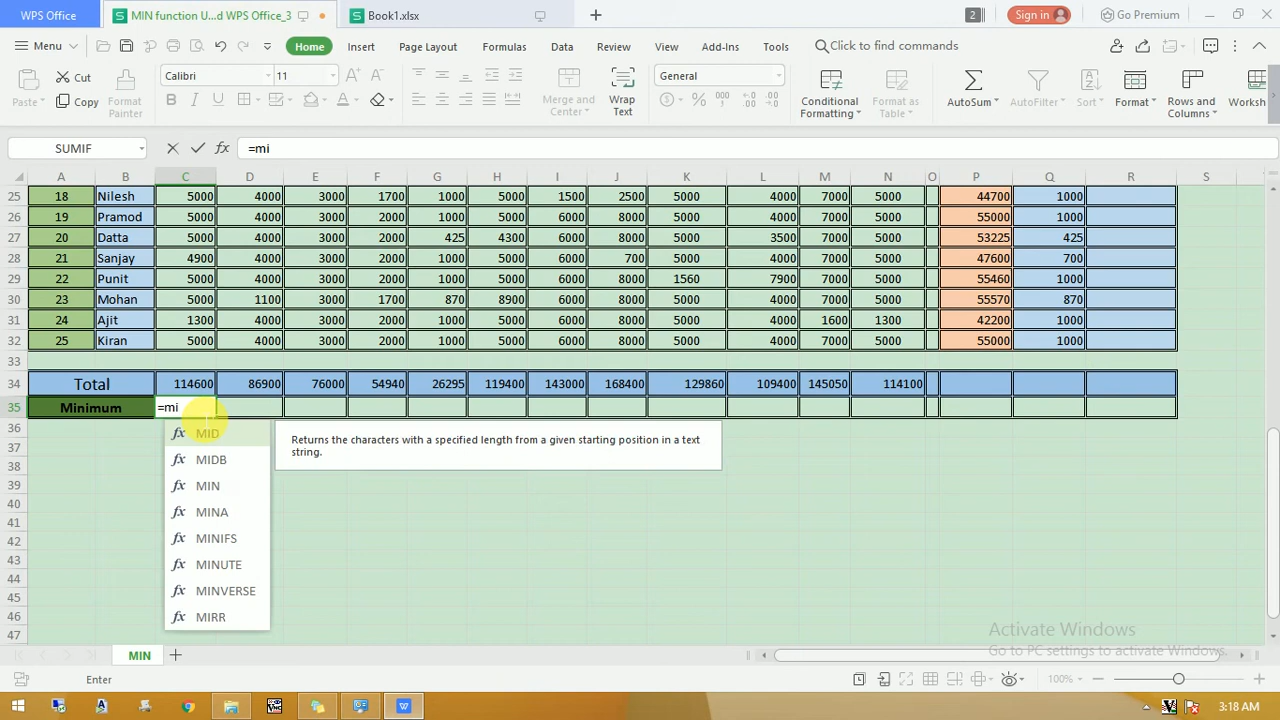 WPS Office
MIN function U...d WPS Office_3
Book1.xlsx
2
Sign in
Go Premium
Menu
Home
Insert
Page Layout
Formulas
Data
Review
View
Add-Ins
Tools
Click to find commands
Paste
Cut
Copy
Format Painter
Calibri
11
Merge and Center
Wrap Text
General
Conditional Formatting
Format as Table
AutoSum
AutoFilter
Sort
Format
Rows and Columns
Worksh
SUMIF
=mi
A B C D E F G H I J K L M N O P Q R S
25 18 Nilesh 5000 4000 3000 1700 1000 5000 1500 2500 5000 4000 7000 5000 44700 1000
26 19 Pramod 5000 4000 3000 2000 1000 5000 6000 8000 5000 4000 7000 5000 55000 1000
27 20 Datta 5000 4000 3000 2000 425 4300 6000 8000 5000 3500 7000 5000 53225 425
28 21 Sanjay 4900 4000 3000 2000 1000 5000 6000 700 5000 4000 7000 5000 47600 700
29 22 Punit 5000 4000 3000 2000 1000 5000 6000 8000 1560 7900 7000 5000 55460 1000
30 23 Mohan 5000 1100 3000 1700 870 8900 6000 8000 5000 4000 7000 5000 55570 870
31 24 Ajit 1300 4000 3000 2000 1000 5000 6000 8000 5000 4000 1600 1300 42200 1000
32 25 Kiran 5000 4000 3000 2000 1000 5000 6000 8000 5000 4000 7000 5000 55000 1000
33
34 Total 114600 86900 76000 54940 26295 119400 143000 168400 129860 109400 145050 114100
35 Minimum =mi
36
37
38
39
40
41
42
43
44
45
46
47
fx MID
fx MIDB
fx MIN
fx MINA
fx MINIFS
fx MINUTE
fx MINVERSE
fx MIRR
Returns the characters with a specified length from a given starting position in a text
string.
Activate Windows
Go to PC settings to activate Windows.
MIN
Enter
100%
3:18 AM